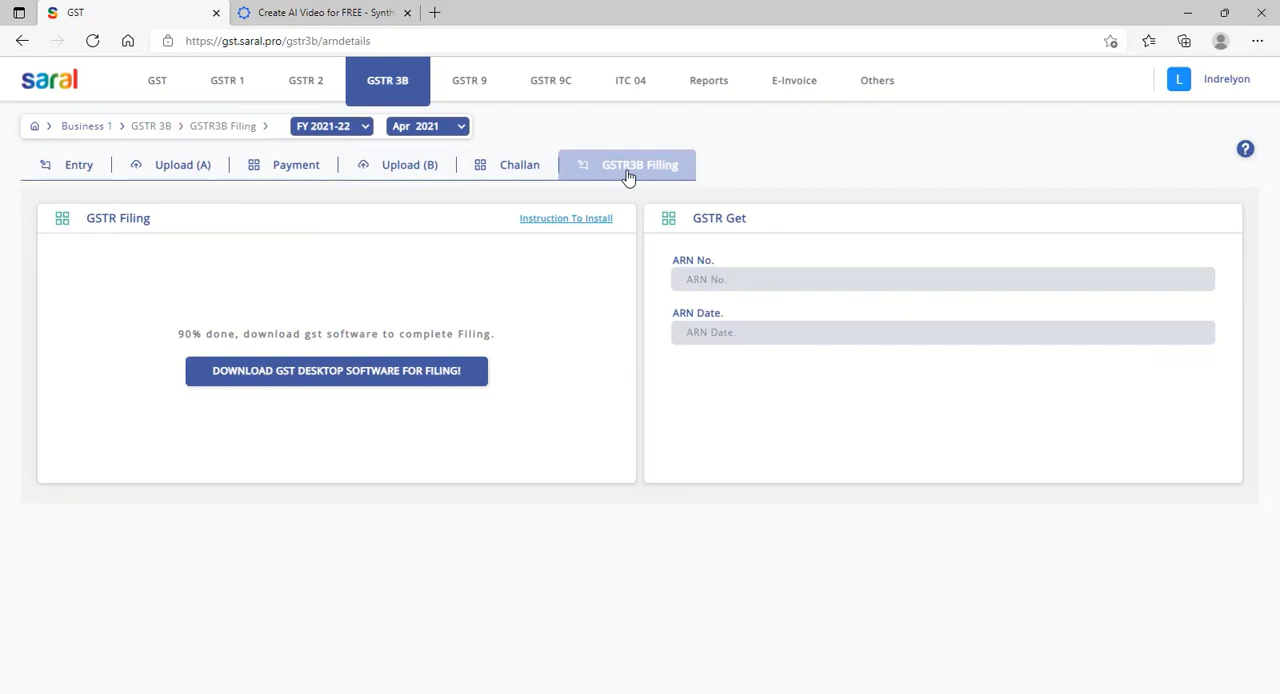 GST
Create AI Video for FREE - Synth
https://gst.saral.pro/gstr3b/arndetails
saral
GST GSTR 1 GSTR 2 GSTR 3B GSTR 9 GSTR 9C ITC 04 Reports E-Invoice Others
L Indrelyon
Business 1 GSTR 3B GSTR3B Filing FY 2021-22 Apr 2021
?
Entry Upload (A) Payment Upload (B) Challan GSTR3B Filling
GSTR Filing Instruction To Install
90% done, download gst software to complete Filing.
DOWNLOAD GST DESKTOP SOFTWARE FOR FILING!
GSTR Get
ARN No.
ARN No.
ARN Date.
ARN Date.